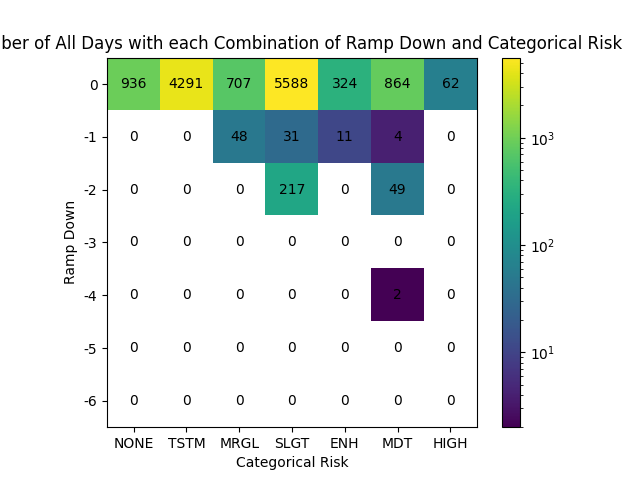 ber of All Days with each Combination of Ramp Down and Categorical Risk
0 936 4291 707 5588 324 864 62
-1 0 0 48 31 11 4 0
-2 0 0 0 217 0 49 0
-3 0 0 0 0 0 0 0
-4 0 0 0 0 0 2 0
-5 0 0 0 0 0 0 0
-6 0 0 0 0 0 0 0
NONE TSTM MRGL SLGT ENH MDT HIGH
Categorical Risk
Ramp Down
10³
10²
10¹